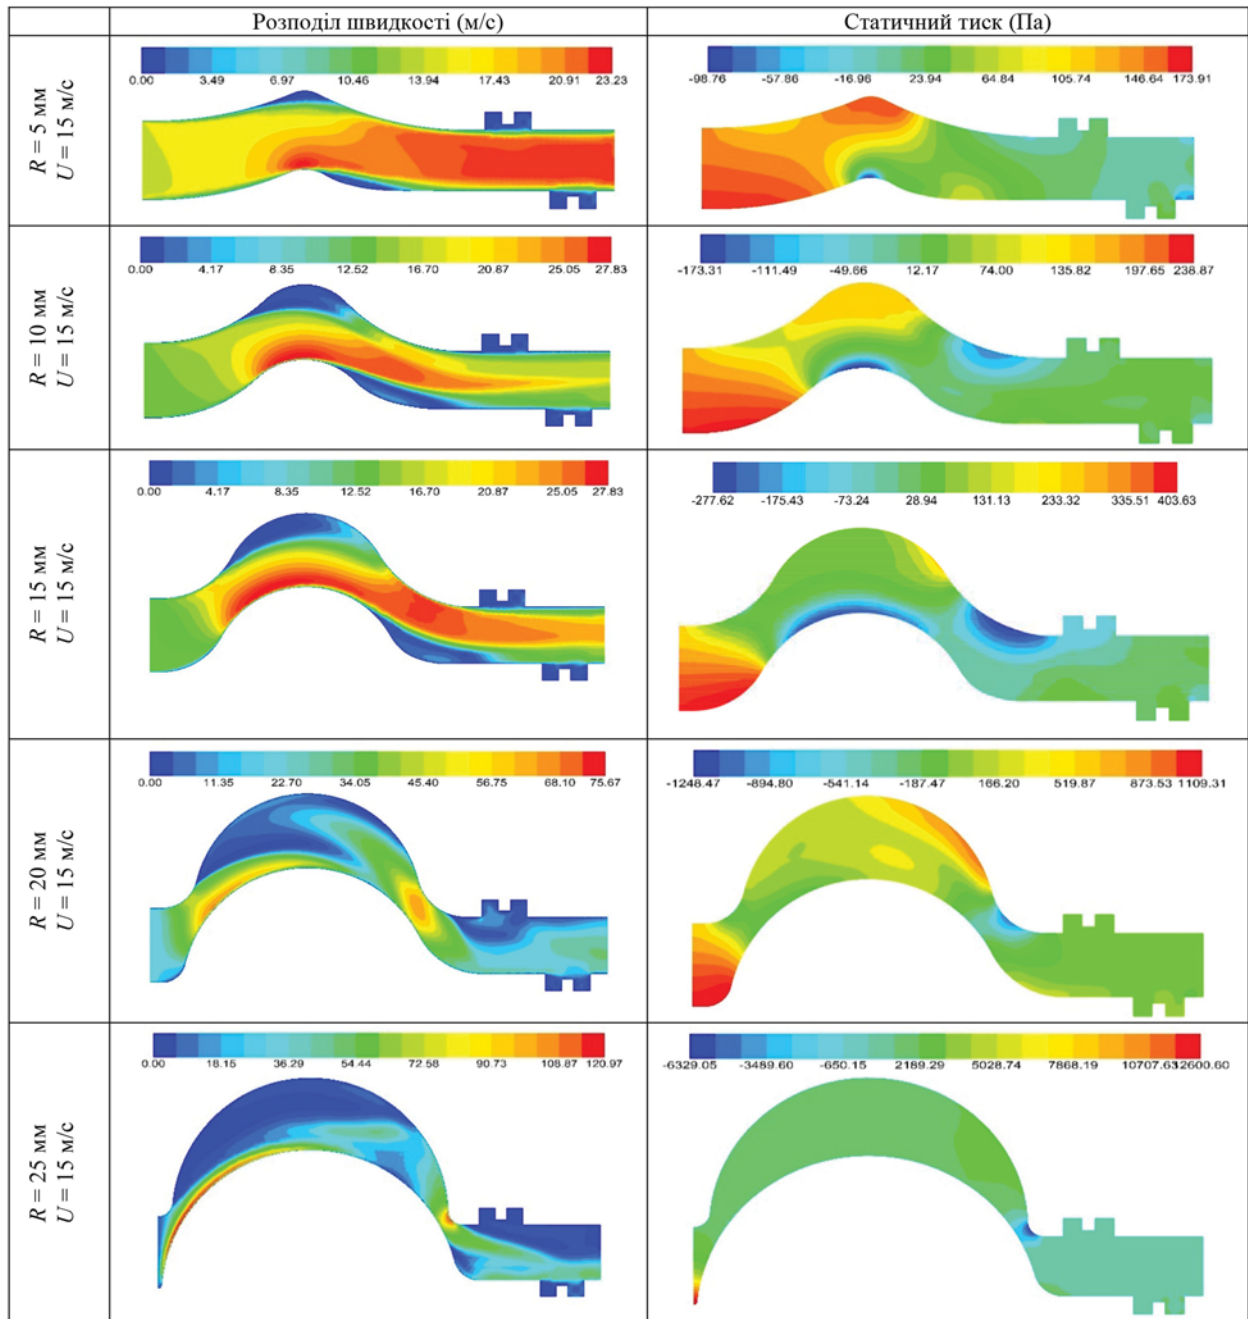 Розподіл швидкості (м/с)
Статичний тиск (Па)
R = 5 мм
U = 15 м/с
0.00 3.49 6.97 10.46 13.94 17.43 20.91 23.23
-98.76 -57.86 -16.96 23.94 64.84 105.74 146.64 173.91
R = 10 мм
U = 15 м/с
0.00 4.17 8.35 12.52 16.70 20.87 25.05 27.83
-173.31 -111.49 -49.66 12.17 74.00 135.82 197.65 238.87
R = 15 мм
U = 15 м/с
0.00 4.17 8.35 12.52 16.70 20.87 25.05 27.83
-277.62 -175.43 -73.24 28.94 131.13 233.32 335.51 403.63
R = 20 мм
U = 15 м/с
0.00 11.35 22.70 34.05 45.40 56.75 68.10 75.67
-1248.47 -894.80 -541.14 -187.47 166.20 519.87 873.53 1109.31
R = 25 мм
U = 15 м/с
0.00 18.15 36.29 54.44 72.58 90.73 108.87 120.97
-6329.05 -3489.60 -650.15 2189.29 5028.74 7868.19 10707.63 12600.60